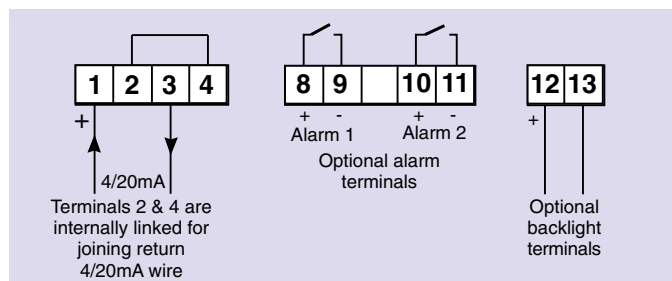 1 2 3 4
+
4/20mA
Terminals 2 & 4 are
internally linked for
joining return
4/20mA wire
8 9 10 11
+ - + -
Alarm 1 Alarm 2
Optional alarm
terminals
12 13
+
Optional
backlight
terminals